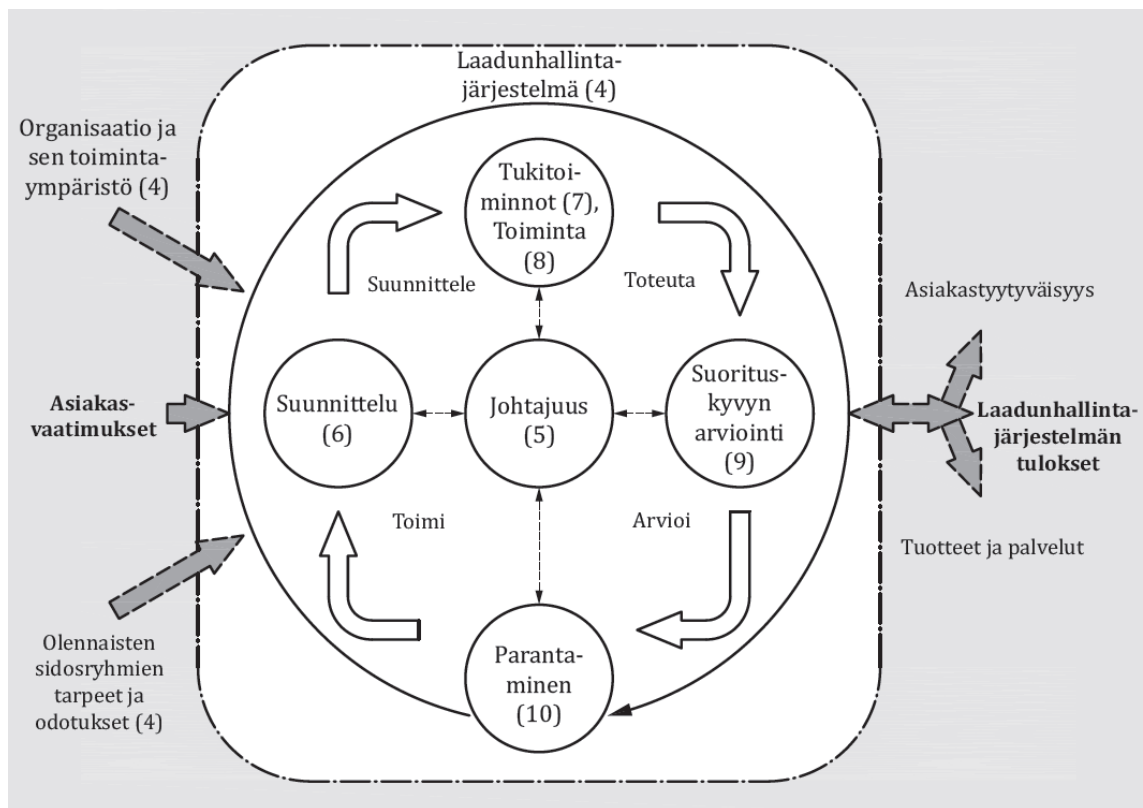 Laadunhallinta-
järjestelmä (4)
Organisaatio ja
sen toiminta-
ympäristö (4)
Tukitoi-
minnot (7),
Toiminta
(8)
Suunnittele
Toteuta
Asiakastyytyväisyys
Asiakas-
vaatimukset
Suunnittelu
(6)
Johtajuus
(5)
Suoritus-
kyvyn
arviointi
(9)
Laadunhallinta-
järjestelmän
tulokset
Toimi
Arvioi
Tuotteet ja palvelut
Olennaisten
sidosryhmien
tarpeet ja
odotukset (4)
Paranta-
minen
(10)